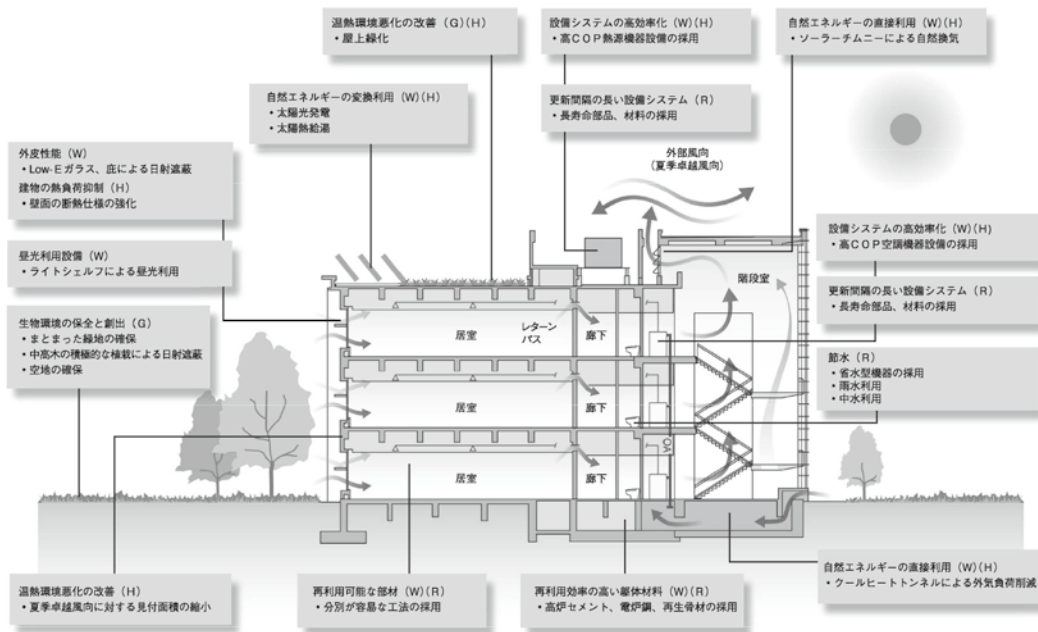 温熱環境悪化の改善（G）（H）
・屋上緑化
設備システムの高効率化（W）（H）
・高COP熱源機器設備の採用
自然エネルギーの直接利用（W）（H）
・ソーラーチムニーによる自然換気
自然エネルギーの変換利用（W）（H）
・太陽光発電
・太陽熱給湯
更新間隔の長い設備システム（R）
・長寿命部品、材料の採用
外皮性能（W）
・Low-Eガラス、庇による日射遮蔽
建物の熱負荷抑制（H）
・壁面の断熱仕様の強化
外部風向
（夏季卓越風向）
設備システムの高効率化（W）（H）
・高COP空調機器設備の採用
昼光利用設備（W）
・ライトシェルフによる昼光利用
階段室
更新間隔の長い設備システム（R）
・長寿命部品、材料の採用
生物環境の保全と創出（G）
・まとまった緑地の確保
・中高木の積極的な植栽による日射遮蔽
・空地の確保
居室
レターン
パス
廊下
節水（R）
・省水型機器の採用
・雨水利用
・中水利用
居室
廊下
OA
居室
廊下
温熱環境悪化の改善（H）
・夏季卓越風向に対する見付面積の縮小
再利用可能な部材（W）（R）
・分別が容易な工法の採用
再利用効率の高い躯体材料（W）（R）
・高炉セメント、電炉鋼、再生骨材の採用
自然エネルギーの直接利用（W）（H）
・クールヒートトンネルによる外気負荷削減